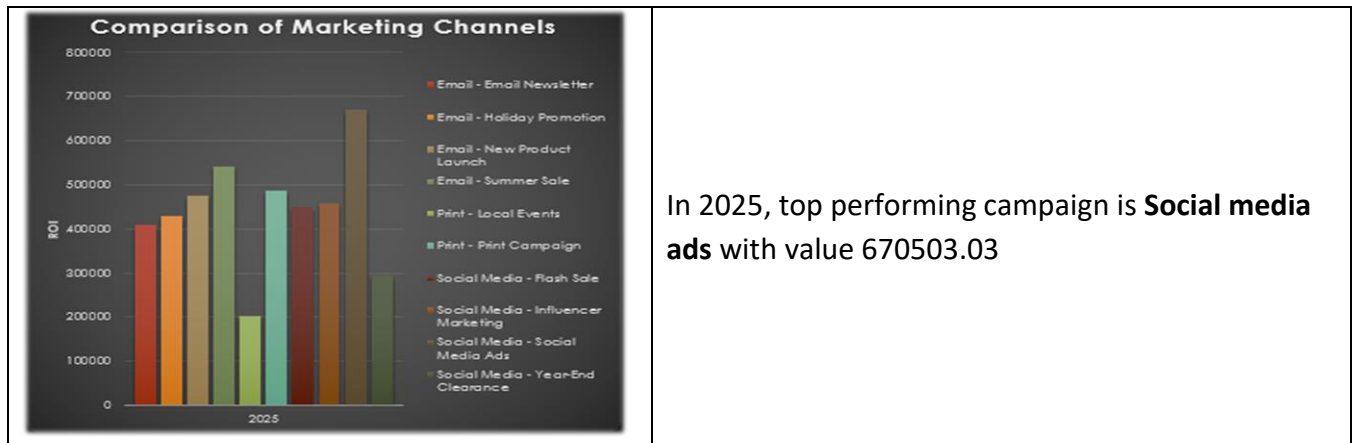 Comparison of Marketing Channels
800000
700000
600000
500000
400000
300000
200000
100000
0
ROI
2025
Email - Email Newsletter
Email - Holiday Promotion
Email - New Product
Launch
Email - Summer Sale
Print - Local Events
Print - Print Campaign
Social Media - Flash Sale
Social Media - Influencer
Marketing
Social Media - Social
Media Ads
Social Media - Year-End
Clearance
In 2025, top performing campaign is Social media
ads with value 670503.03